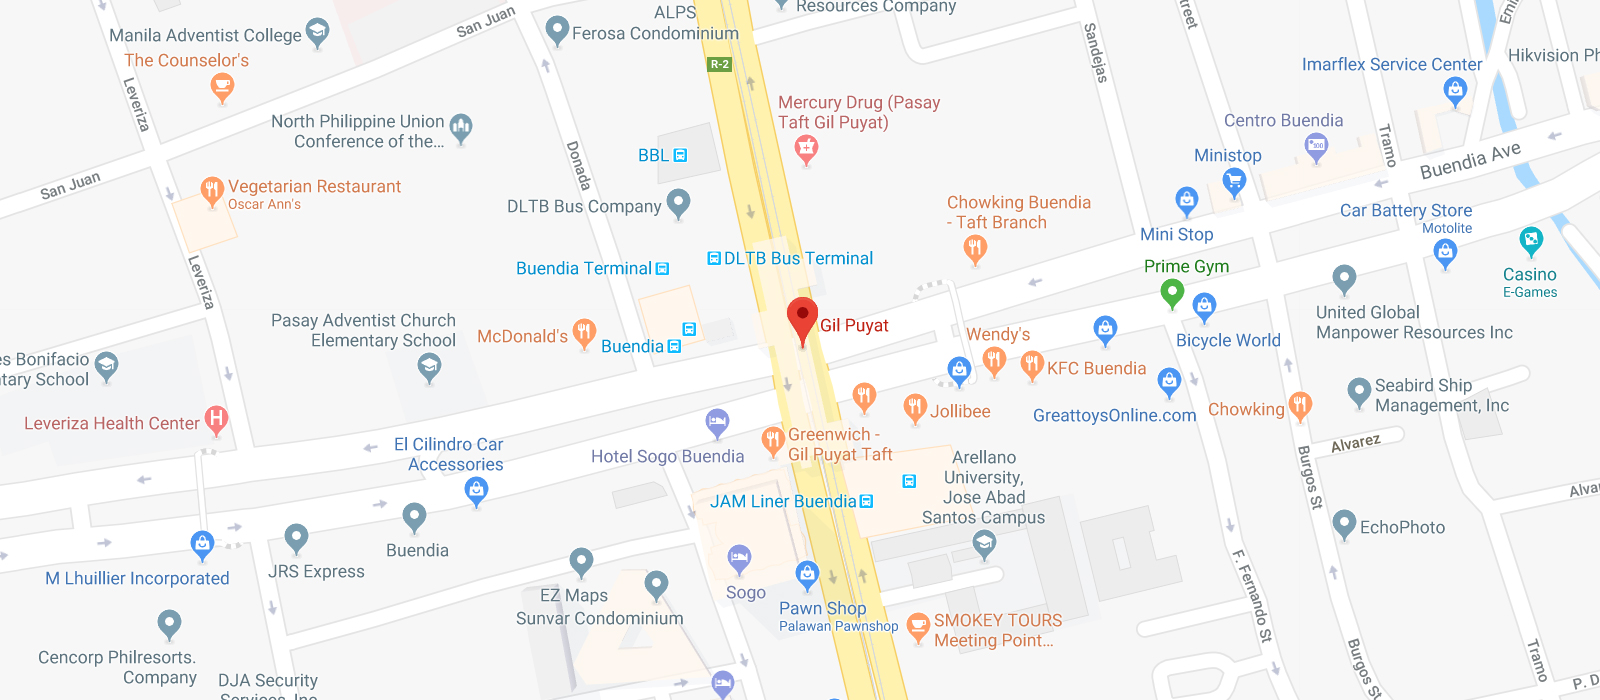 San Juan
ALPS
Ferosa Condominium
Resources Company
Manila Adventist College
The Counselor's
R-2
Sandejas
Hikvision Ph
Imarflex Service Center
Leveriza
North Philippine Union
Conference of the...
Mercury Drug (Pasay
Taft Gil Puyat)
Centro Buendia
Tramo
Buendia Ave
BBL
Donada
Ministop
San Juan
Vegetarian Restaurant
Oscar Ann's
DLTB Bus Company
Chowking Buendia
- Taft Branch
Mini Stop
Car Battery Store
Motolite
Buendia Terminal
DLTB Bus Terminal
Prime Gym
Casino
E-Games
Leveriza
Pasay Adventist Church
Elementary School
McDonald's
Buendia
Gil Puyat
Wendy's
Bicycle World
United Global
Manpower Resources Inc
es Bonifacio
ntary School
KFC Buendia
Seabird Ship
Management, Inc
Leveriza Health Center
Jollibee
GreattoysOnline.com
Chowking
El Cilindro Car
Accessories
Hotel Sogo Buendia
Greenwich -
Gil Puyat Taft
Alvarez
Arellano
University,
Jose Abad
Santos Campus
Burgos St
JAM Liner Buendia
Alva
Buendia
EchoPhoto
JRS Express
M Lhuillier Incorporated
EZ Maps
Sunvar Condominium
Sogo
Pawn Shop
Palawan Pawnshop
SMOKEY TOURS
Meeting Point...
F. Fernando St
Cencorp Philresorts.
Company
DJA Security
Services, Inc
Burgos St
Tramo
P. D